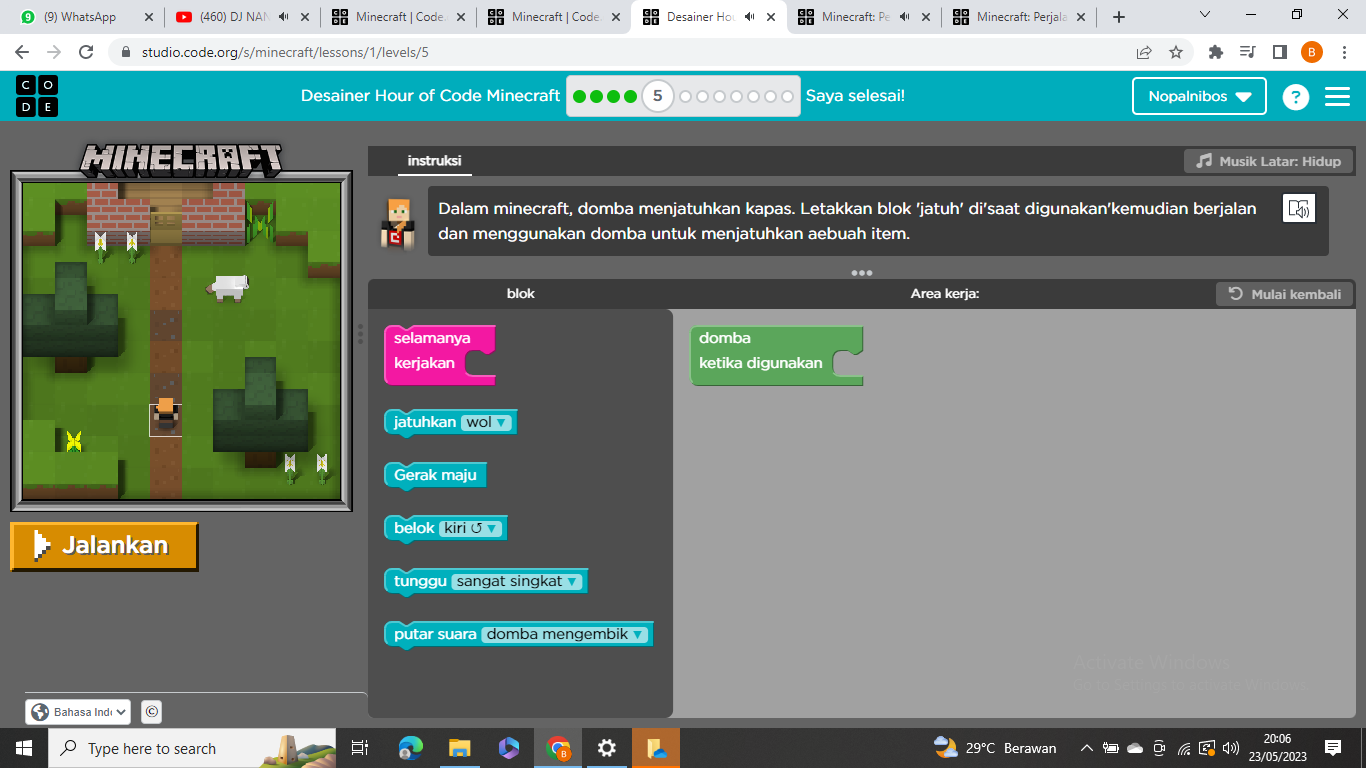 (9) WhatsApp
(460) DJ NAN
Minecraft | Code.
Minecraft | Code.
Desainer Hou
Minecraft: Pe
Minecraft: Perjala
studio.code.org/s/minecraft/lessons/1/levels/5
B
C O D E
Desainer Hour of Code Minecraft
5
Saya selesai!
Nopalnibos
?
MINECRAFT
instruksi
Musik Latar: Hidup
Dalam minecraft, domba menjatuhkan kapas. Letakkan blok 'jatuh' di'saat digunakan'kemudian berjalan
dan menggunakan domba untuk menjatuhkan aebuah item.
blok
Area kerja:
Mulai kembali
selamanya
kerjakan
domba
ketika digunakan
jatuhkan wol
Gerak maju
belok kiri ↺
tunggu sangat singkat
putar suara domba mengembik
Jalankan
Activate Windows
Go to Settings to activate Windows.
Bahasa Ind
©
Type here to search
B
29°C Berawan
20:06
23/05/2023